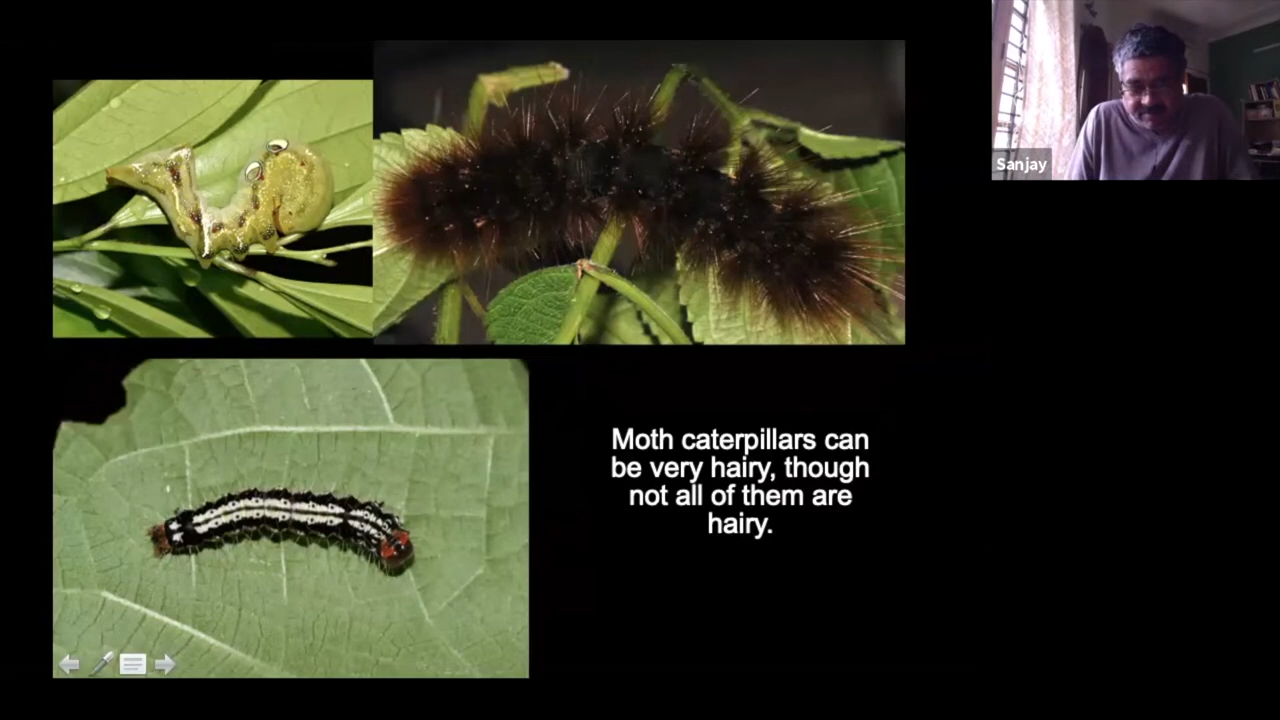 Sanjay
Moth caterpillars can
be very hairy, though
not all of them are
hairy.